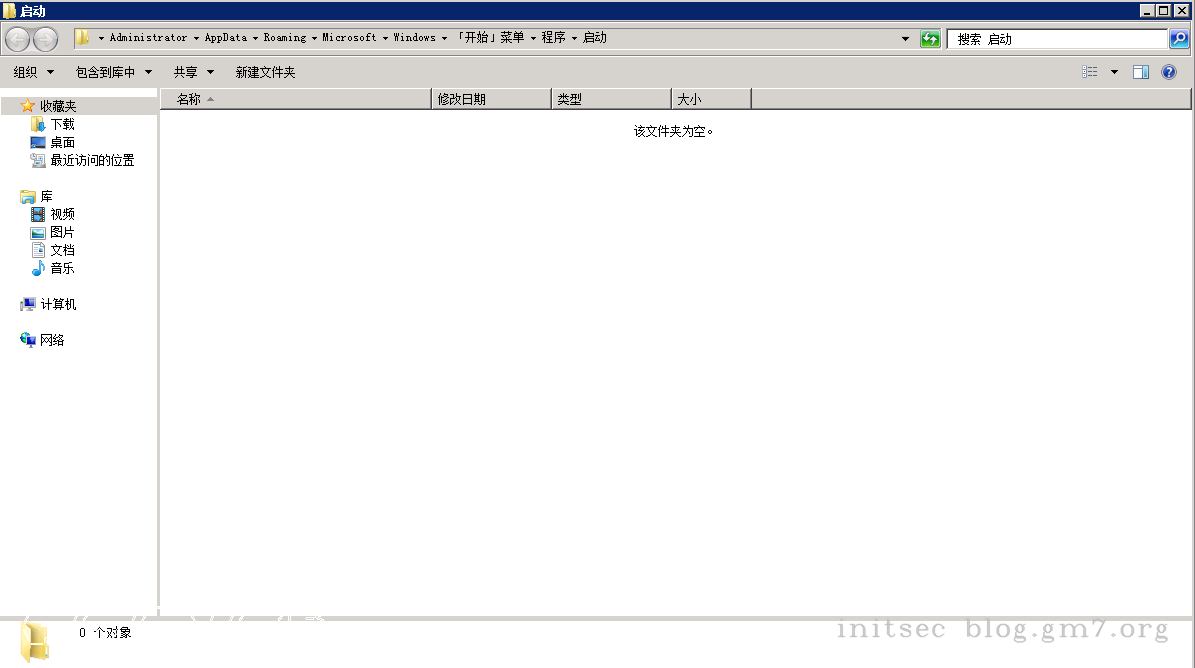 启动
Administrator AppData Roaming Microsoft Windows 「开始」菜单 程序 启动
搜索 启动
组织 包含到库中 共享 新建文件夹
名称 修改日期 类型 大小
该文件夹为空。
收藏夹
下载
桌面
最近访问的位置
库
视频
图片
文档
音乐
计算机
网络
0 个对象
initsec blog.gm7.org